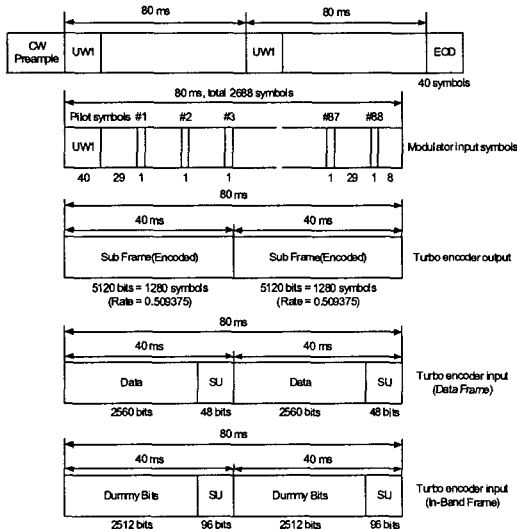 80 ms 80 ms
CW Preample UW1 UW1 EOD
40 symbols
80 ms, total 2688 symbols
Pilot symbols #1 #2 #3 #87 #88
UW1 Modulator input symbols
40 29 1 1 1 1 29 1 8
80 ms
40 ms 40 ms
Sub Frame(Encoded) Sub Frame(Encoded) Turbo encoder output
5120 bits = 1280 symbols 5120 bits = 1280 symbols
(Rate = 0.509375) (Rate = 0.509375)
80 ms
40 ms 40 ms
Data SU Data SU Turbo encoder input
(Data Frame)
2560 bits 48 bits 2560 bits 48 bits
80 ms
40 ms 40 ms
Dummy Bits SU Dummy Bits SU Turbo encoder input
(In-Band Frame)
2512 bits 96 bits 2512 bits 96 bits